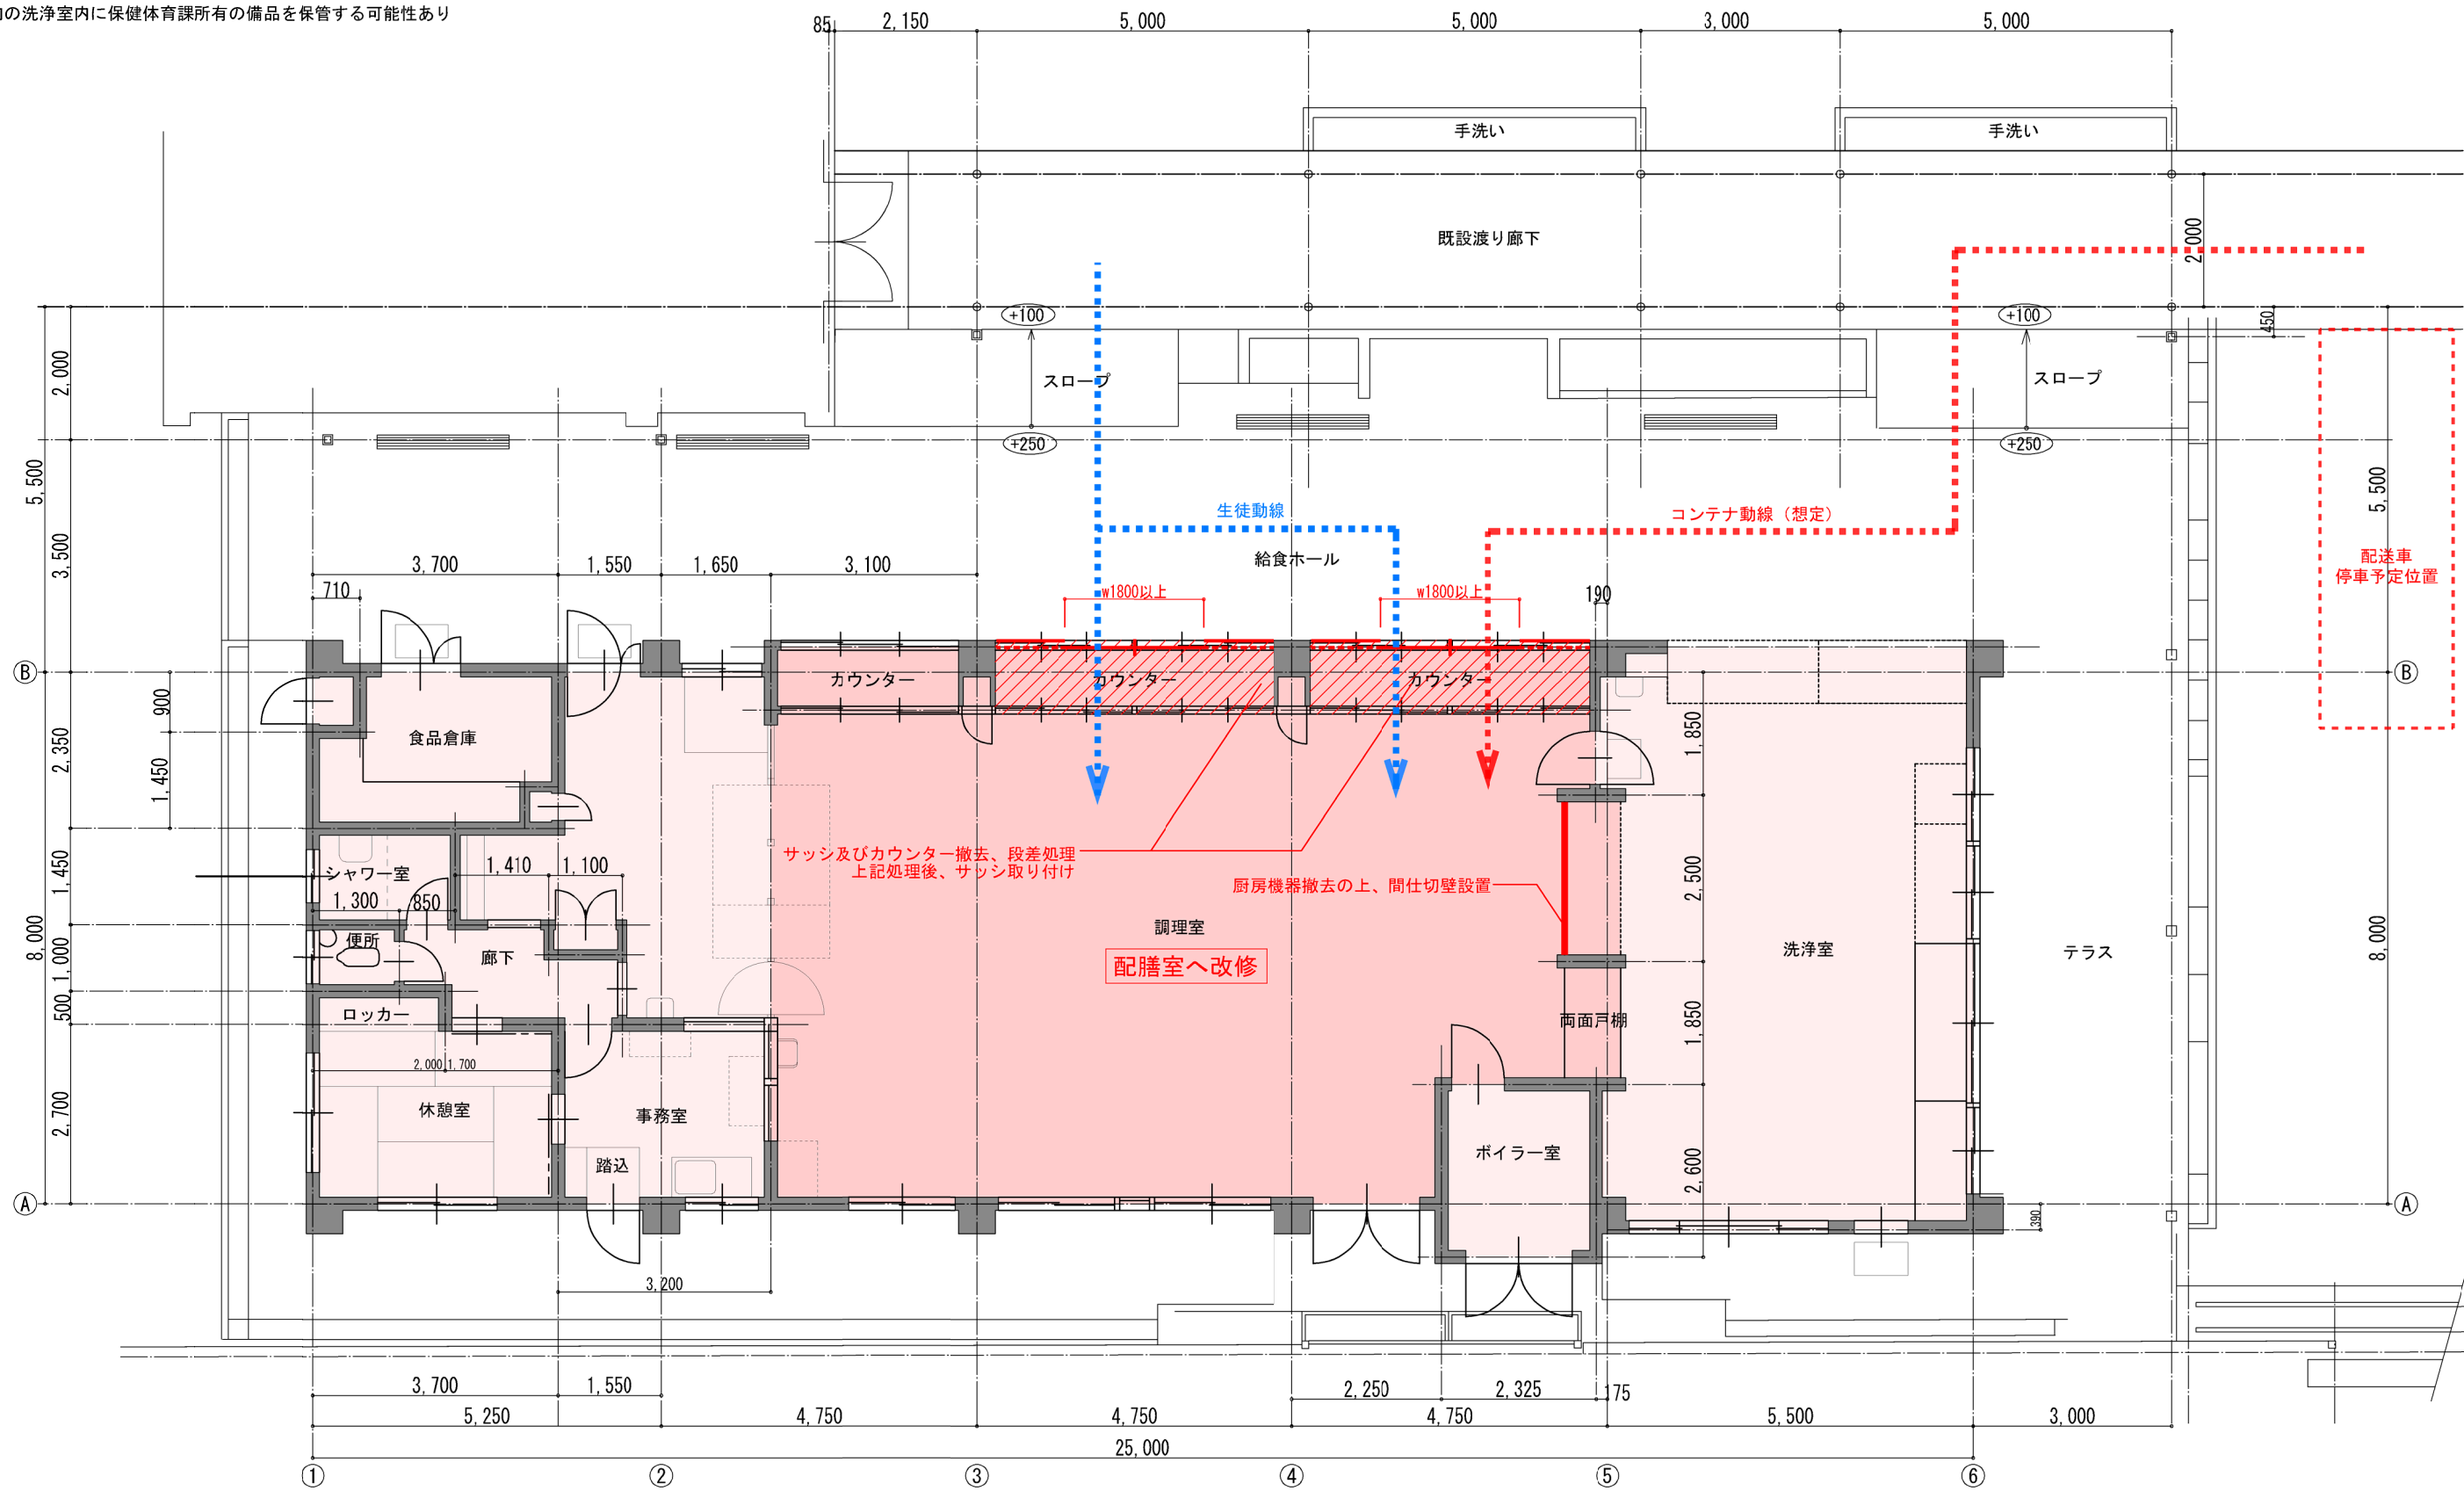 の洗浄室内に保健体育課所有の備品を保管する可能性あり
85 2,150 5,000 5,000 3,000 5,000
手洗い 手洗い
既設渡り廊下
2,000
+100 +100
450
スロープ スロープ
+250 +250
2,000
5,500
3,500
生徒動線
コンテナ動線（想定）
給食ホール
5,500
配送車
停車予定位置
3,700 1,550 1,650 3,100
710
w1800以上 w1800以上
190
B B
カウンター カウンター カウンター
900
2,350
1,450
食品倉庫
1,850
サッシ及びカウンター撤去、段差処理
上記処理後、サッシ取り付け
厨房機器撤去の上、間仕切壁設置
シャワー室
1,410 1,100
1,300 850
1,450
2,500
8,000
1,000
便所
廊下
調理室
配膳室へ改修
洗浄室
テラス
8,000
500
ロッカー
両面戸棚
1,850
2,000 1,700
2,700
休憩室
事務室
踏込
ボイラー室
2,600
A A
390
3,200
3,700 1,550
2,250 2,325 175
5,250 4,750 4,750 4,750 5,500 3,000
25,000
1 2 3 4 5 6